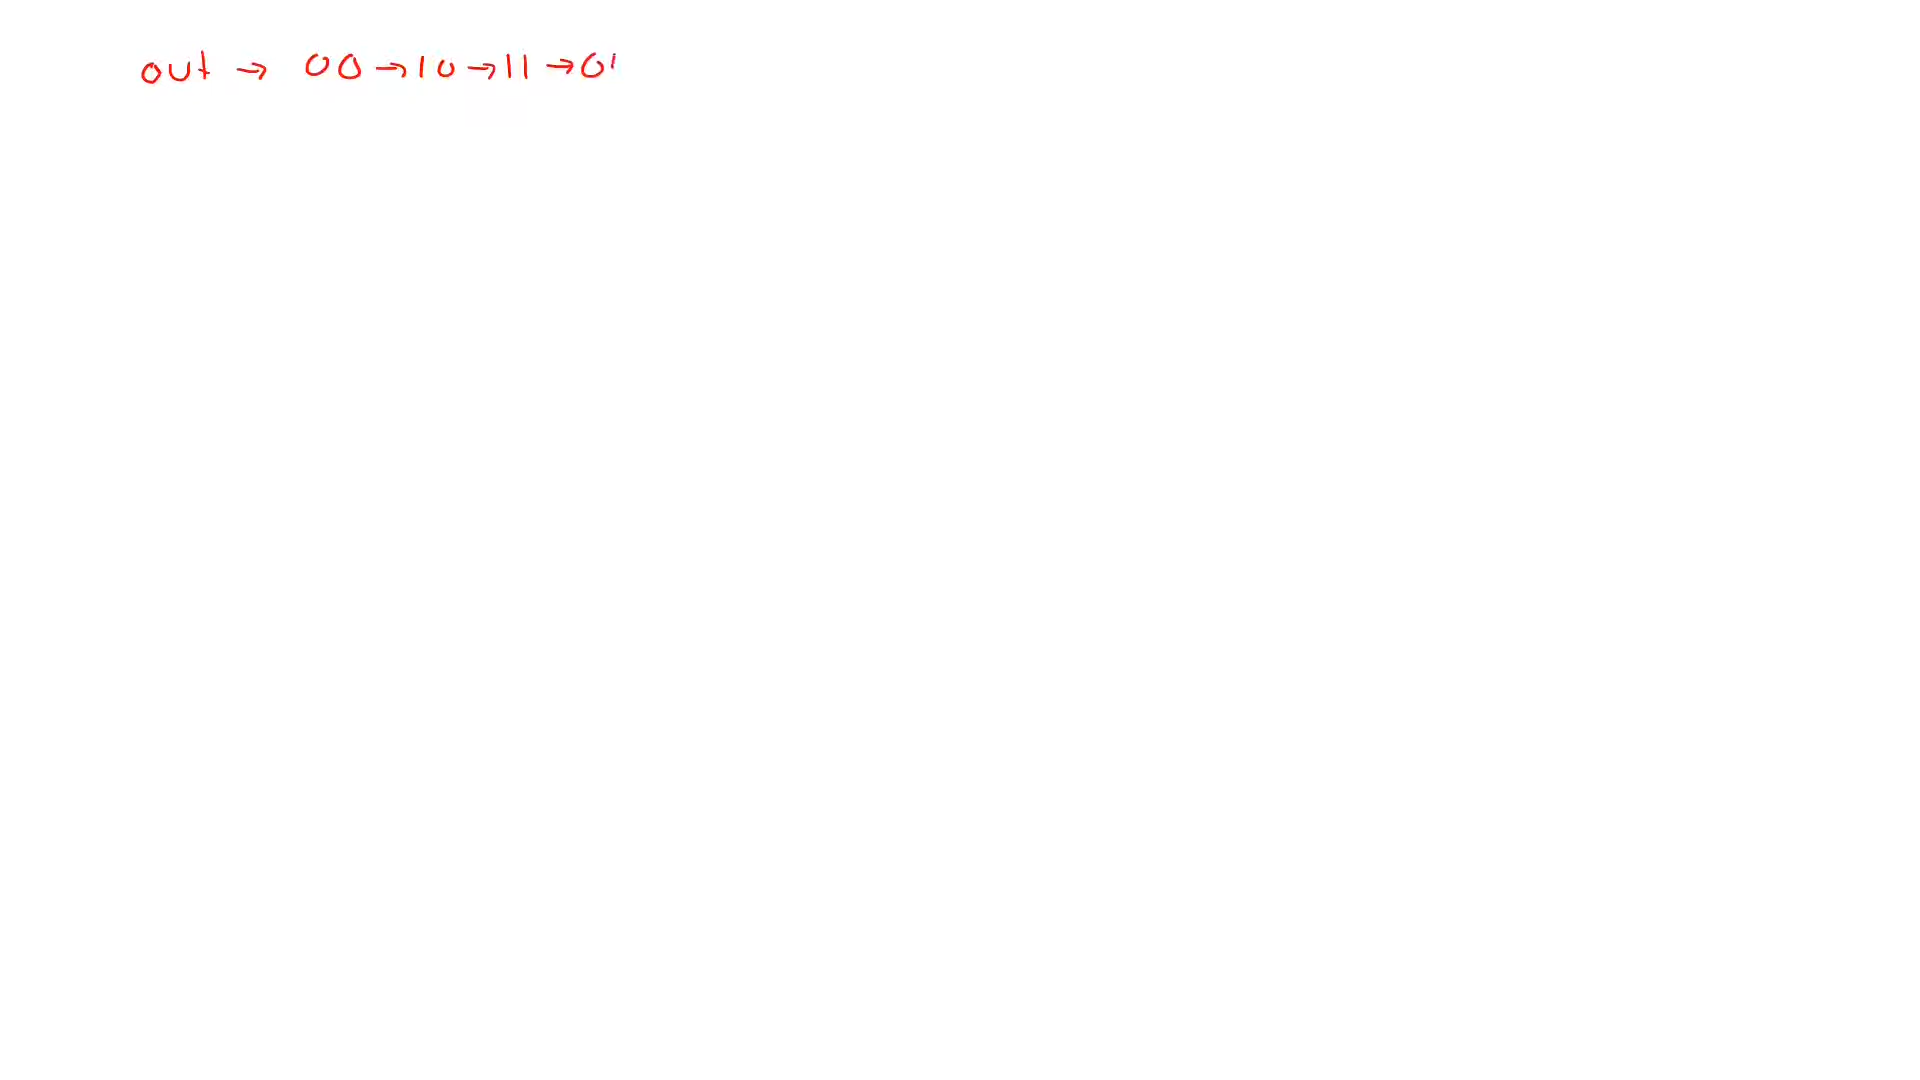 out → 00 → 10 → 11 → 01